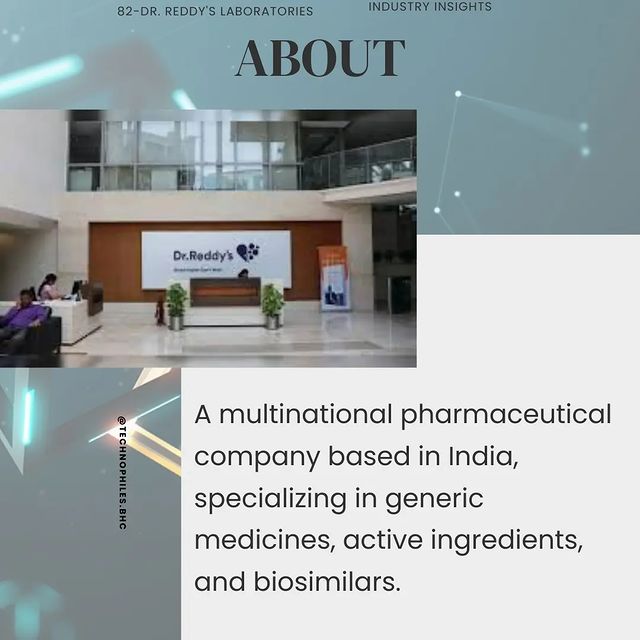 82-DR. REDDY'S LABORATORIES
INDUSTRY INSIGHTS
ABOUT
Dr.Reddy's
@TECHNOPHILES.BHC
A multinational pharmaceutical
company based in India,
specializing in generic
medicines, active ingredients,
and biosimilars.